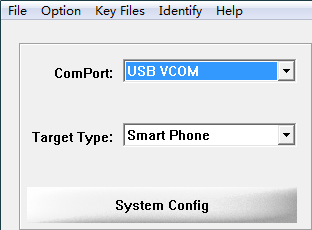 File Option Key Files Identify Help
ComPort: USB VCOM
Target Type: Smart Phone
System Config